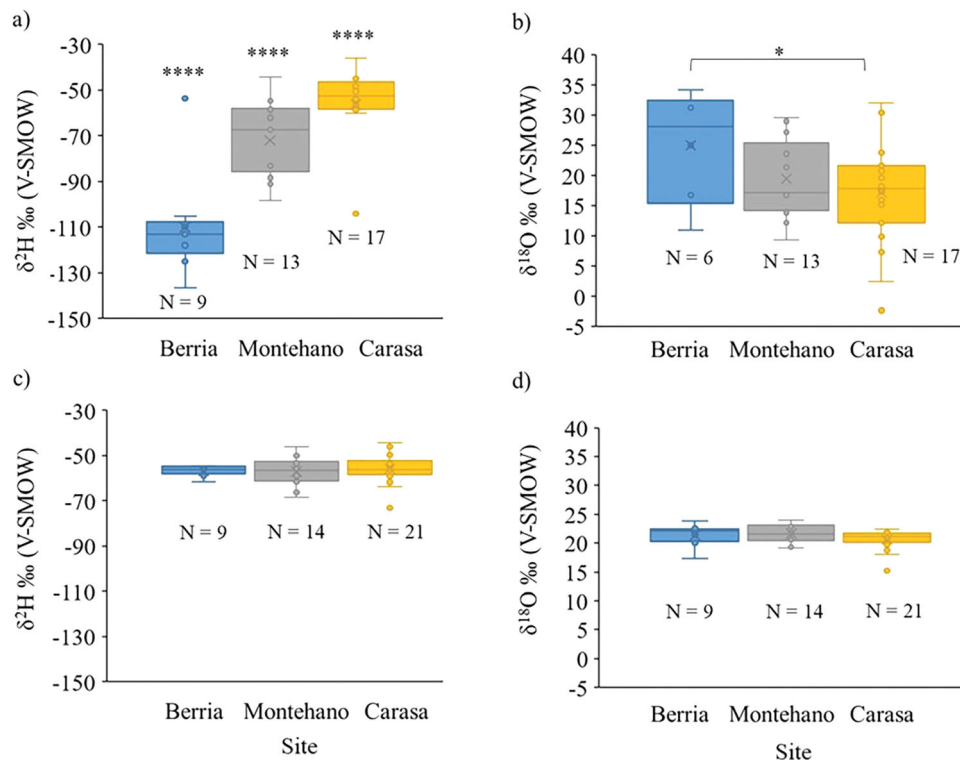 a)
δ²H ‰ (V-SMOW)
-30
-50
-70
-90
-110
-130
-150
****
****
****
N = 9
N = 13
N = 17
Berria Montehano Carasa
b)
δ¹⁸O ‰ (V-SMOW)
40
35
30
25
20
15
10
5
0
-5
*
N = 6
N = 13
N = 17
Berria Montehano Carasa
c)
δ²H ‰ (V-SMOW)
-30
-50
-70
-90
-110
-130
-150
N = 9
N = 14
N = 21
Berria Montehano Carasa
Site
d)
δ¹⁸O ‰ (V-SMOW)
40
35
30
25
20
15
10
5
0
-5
N = 9
N = 14
N = 21
Berria Montehano Carasa
Site